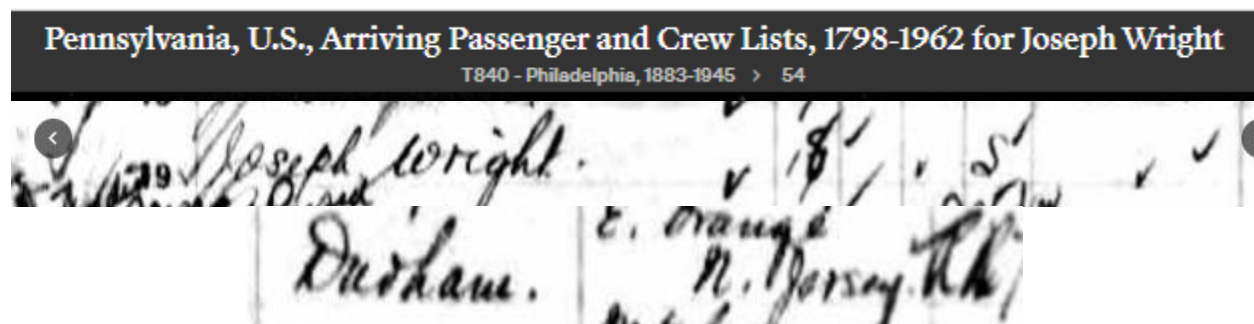 Pennsylvania, U.S., Arriving Passenger and Crew Lists, 1798-1962 for Joseph Wright
T840 - Philadelphia, 1883-1945 > 54
19 Joseph Wright. 18 S
E. Orange
Durham. N. Jersey